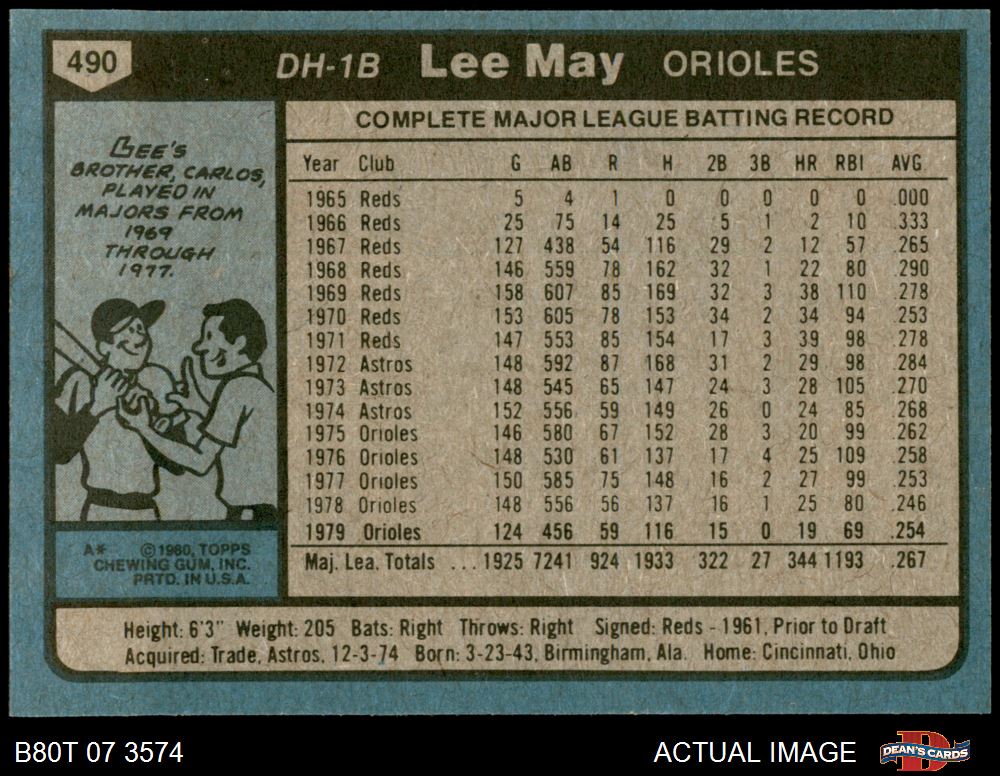 490 DH-1B Lee May ORIOLES
LEE'S
BROTHER, CARLOS,
PLAYED IN
MAJORS FROM
1969
THROUGH
1977.
A* ©1980, TOPPS
CHEWING GUM, INC.
PRTD. IN U.S.A.
COMPLETE MAJOR LEAGUE BATTING RECORD
Year Club G AB R H 2B 3B HR RBI AVG.
1965 Reds 5 4 1 0 0 0 0 0 .000
1966 Reds 25 75 14 25 5 1 2 10 .333
1967 Reds 127 438 54 116 29 2 12 57 .265
1968 Reds 146 559 78 162 32 1 22 80 .290
1969 Reds 158 607 85 169 32 3 38 110 .278
1970 Reds 153 605 78 153 34 2 34 94 .253
1971 Reds 147 553 85 154 17 3 39 98 .278
1972 Astros 148 592 87 168 31 2 29 98 .284
1973 Astros 148 545 65 147 24 3 28 105 .270
1974 Astros 152 556 59 149 26 0 24 85 .268
1975 Orioles 146 580 67 152 28 3 20 99 .262
1976 Orioles 148 530 61 137 17 4 25 109 .258
1977 Orioles 150 585 75 148 16 2 27 99 .253
1978 Orioles 148 556 56 137 16 1 25 80 .246
1979 Orioles 124 456 59 116 15 0 19 69 .254
Maj. Lea. Totals ... 1925 7241 924 1933 322 27 344 1193 .267
Height: 6'3" Weight: 205 Bats: Right Throws: Right Signed: Reds - 1961, Prior to Draft
Acquired: Trade, Astros, 12-3-74 Born: 3-23-43, Birmingham, Ala. Home: Cincinnati, Ohio
B80T 07 3574 ACTUAL IMAGE DEAN'S CARDS